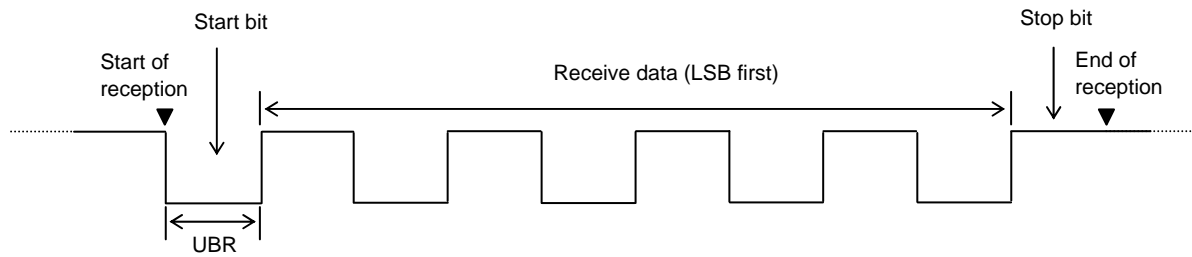 Start bit
Stop bit
Start of
reception
Receive data (LSB first)
End of
reception
UBR